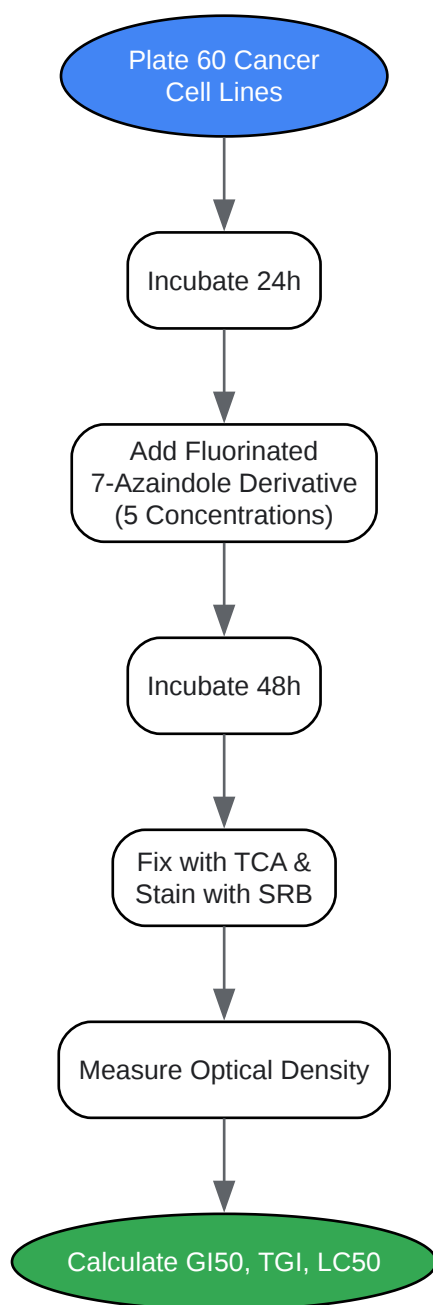 Plate 60 Cancer
Cell Lines
Incubate 24h
Add Fluorinated
7-Azaindole Derivative
(5 Concentrations)
Incubate 48h
Fix with TCA &
Stain with SRB
Measure Optical Density
Calculate GI50, TGI, LC50